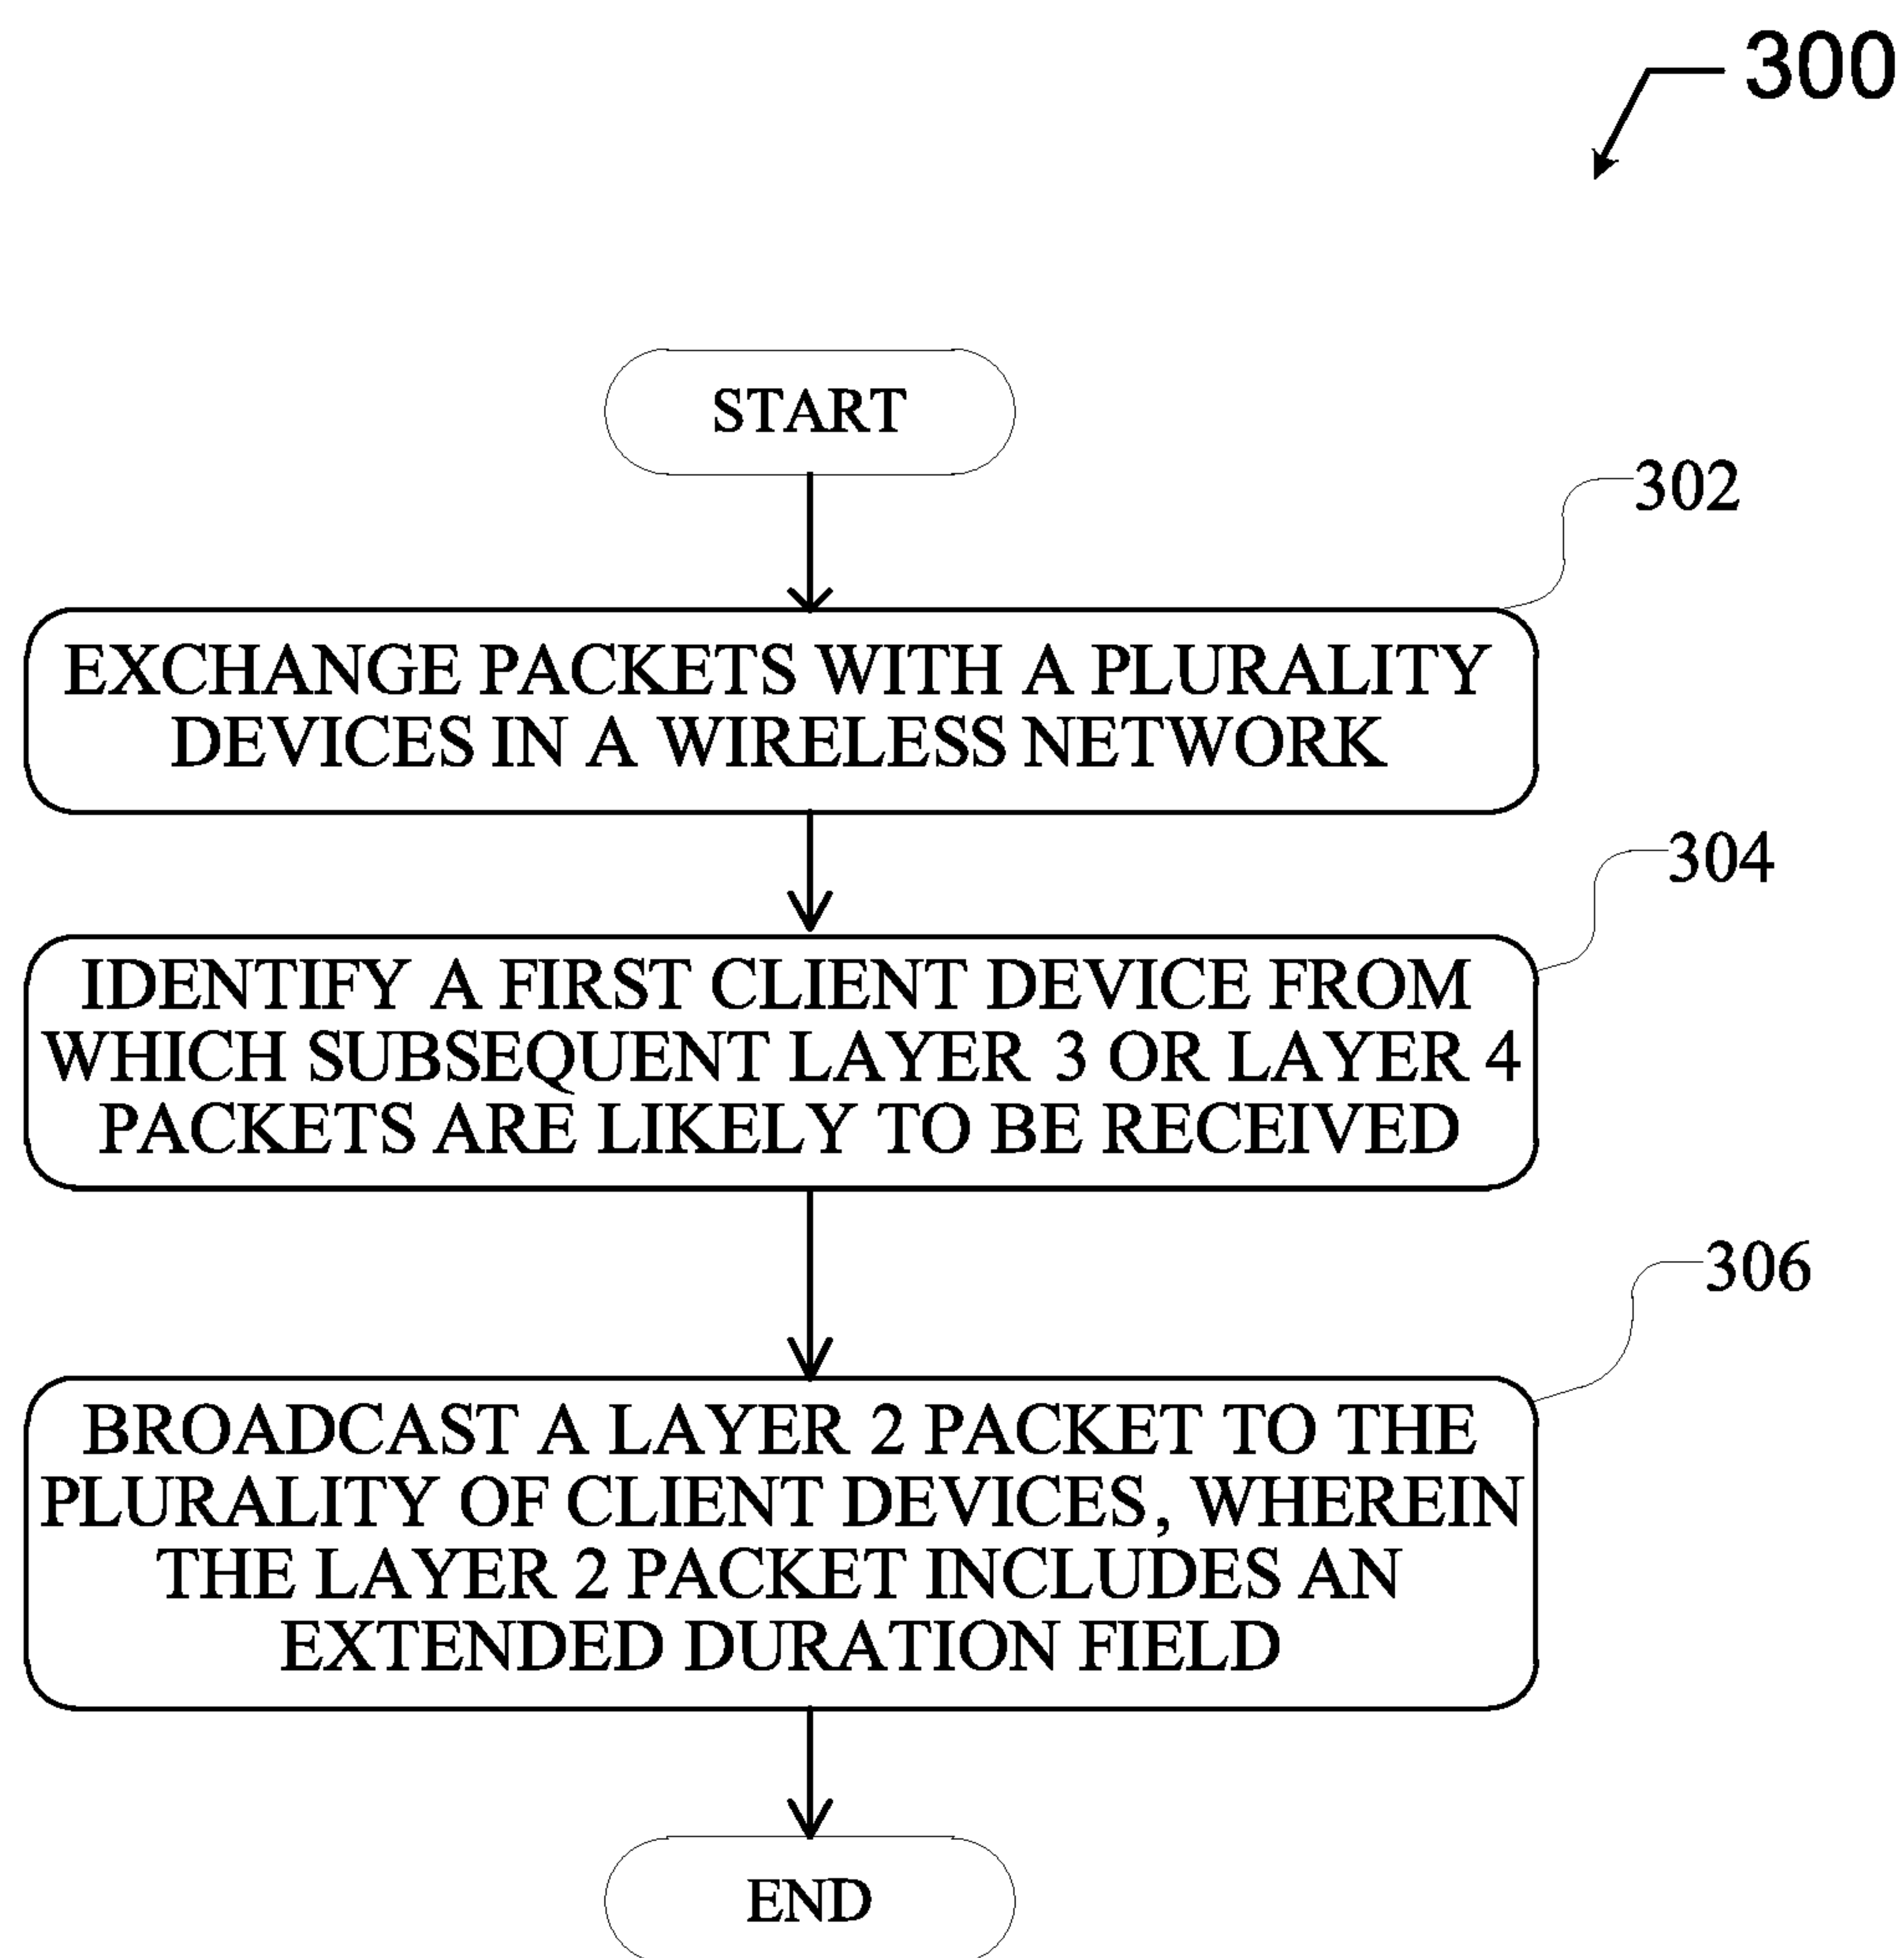 300
START
302
EXCHANGE PACKETS WITH A PLURALITY
DEVICES IN A WIRELESS NETWORK
304
IDENTIFY A FIRST CLIENT DEVICE FROM
WHICH SUBSEQUENT LAYER 3 OR LAYER 4
PACKETS ARE LIKELY TO BE RECEIVED
306
BROADCAST A LAYER 2 PACKET TO THE
PLURALITY OF CLIENT DEVICES, WHEREIN
THE LAYER 2 PACKET INCLUDES AN
EXTENDED DURATION FIELD
END